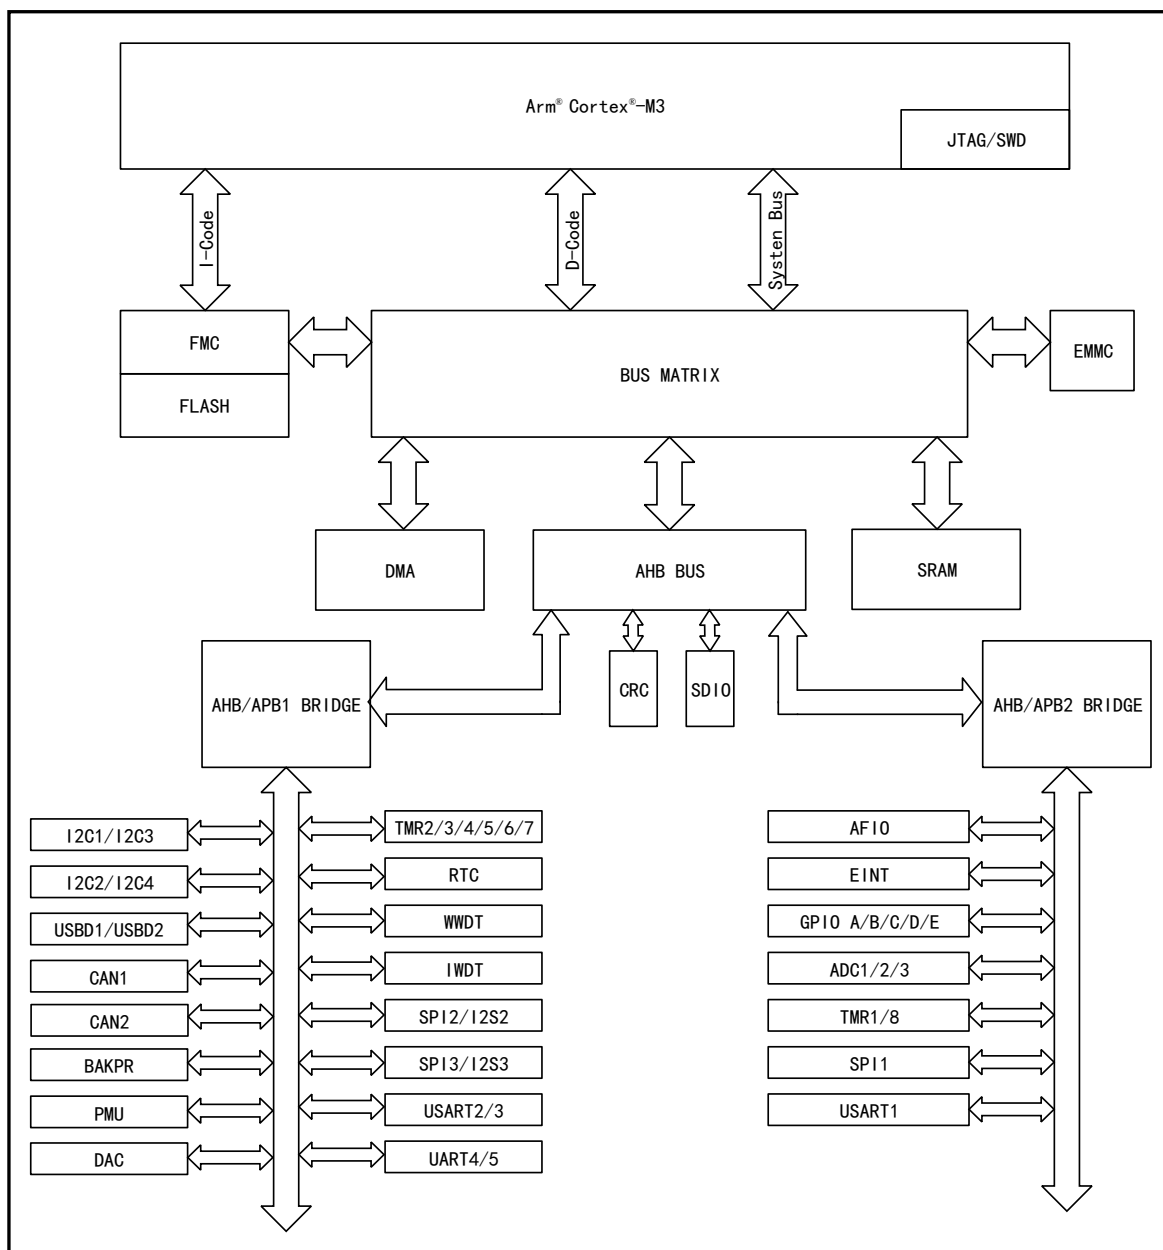 Arm® Cortex®-M3
JTAG/SWD
I-Code
D-Code
Systen Bus
FMC
BUS MATRIX
EMMC
FLASH
DMA
AHB BUS
SRAM
AHB/APB1 BRIDGE
CRC
SDIO
AHB/APB2 BRIDGE
I2C1/I2C3
I2C2/I2C4
USBD1/USBD2
CAN1
CAN2
BAKPR
PMU
DAC
TMR2/3/4/5/6/7
RTC
WWDT
IWDT
SPI2/I2S2
SPI3/I2S3
USART2/3
UART4/5
AFIO
EINT
GPIO A/B/C/D/E
ADC1/2/3
TMR1/8
SPI1
USART1